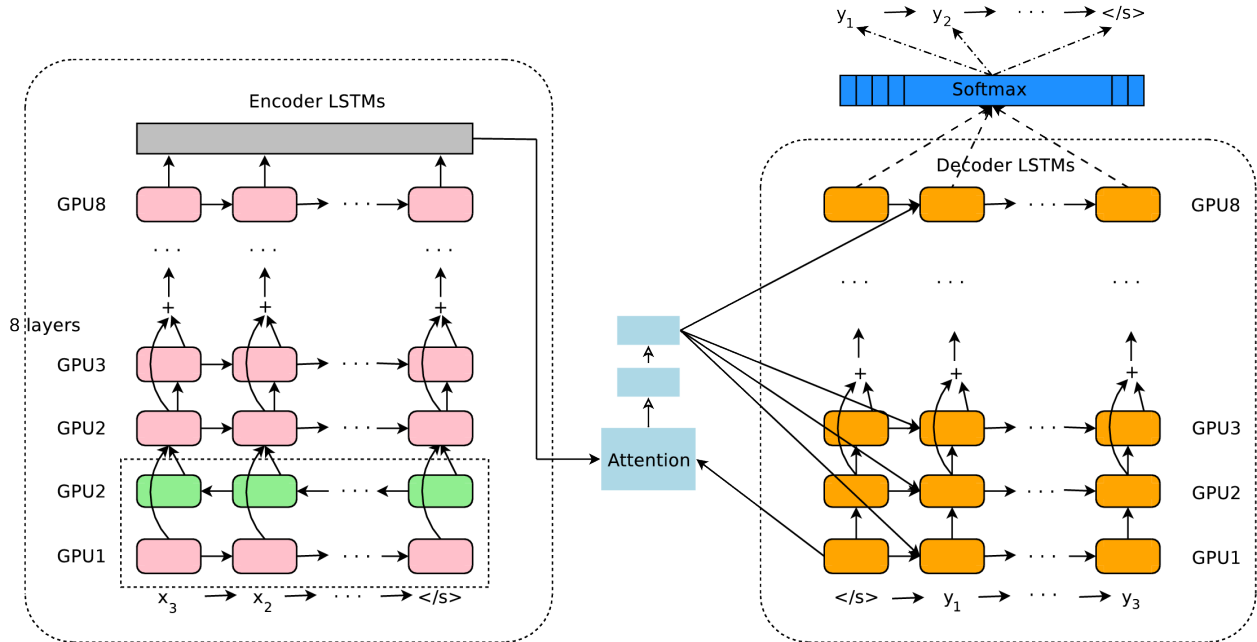 y1 y2 · · · </s>
Softmax
Encoder LSTMs
Decoder LSTMs
GPU8 · · ·
· · · GPU8
· · · · · · · · ·
· · · · · · · · ·
+ + +
8 layers
GPU3 · · ·
+ + +
GPU2 · · ·
· · · GPU3
Attention
GPU2 · · ·
· · · GPU2
GPU1 · · ·
· · · GPU1
x3 x2 · · · </s>
</s> y1 · · · y3